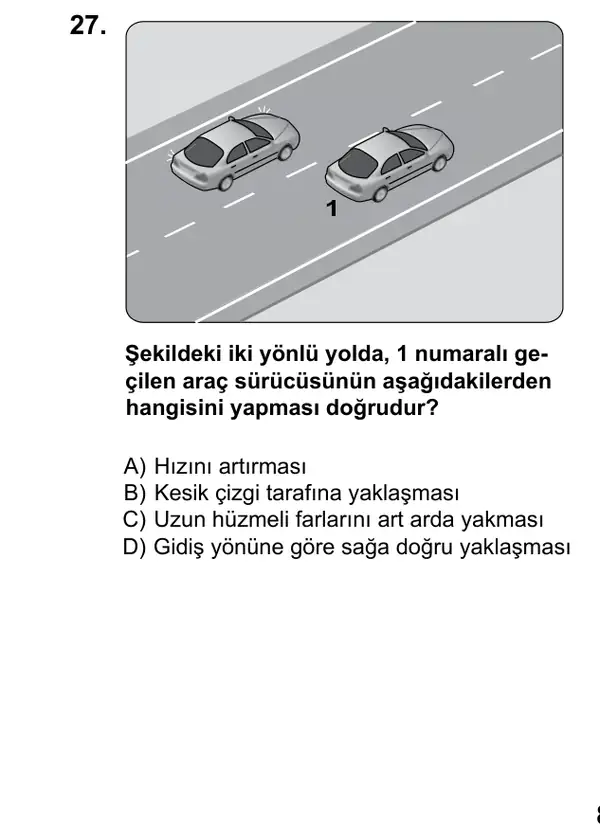 27.
1
Şekildeki iki yönlü yolda, 1 numaralı ge-
çilen araç sürücüsünün aşağıdakilerden
hangisini yapması doğrudur?
A) Hızını artırması
B) Kesik çizgi tarafına yaklaşması
C) Uzun hüzmeli farlarını art arda yakması
D) Gidiş yönüne göre sağa doğru yaklaşması